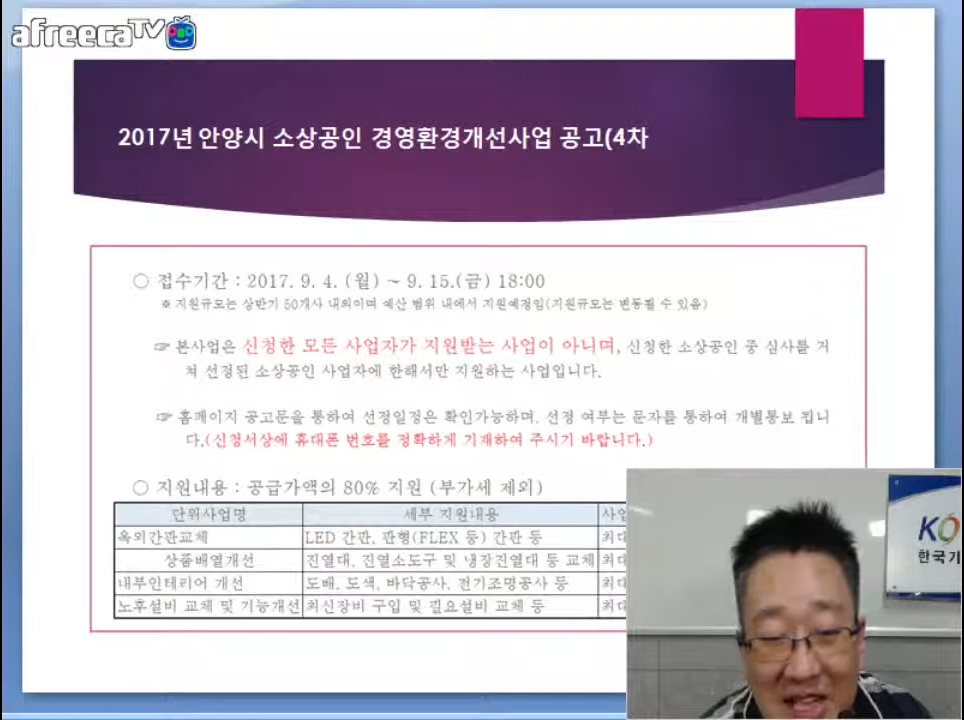 afreecaTV
2017년 안양시 소상공인 경영환경개선사업 공고(4차
○ 접수기간 : 2017. 9. 4. (월) ~ 9. 15.(금) 18:00
※ 지원규모는 상반기 50개사 내외이며 예산 범위 내에서 지원예정임(지원규모는 변동될 수 있음)
☞ 본사업은 신청한 모든 사업자가 지원받는 사업이 아니며, 신청한 소상공인 중 심사를 거
쳐 선정된 소상공인 사업자에 한해서만 지원하는 사업입니다.
☞ 홈페이지 공고문을 통하여 선정일정은 확인가능하며, 선정 여부는 문자를 통하여 개별통보 됩니
다.(신청서상에 휴대폰 번호를 정확하게 기재하여 주시기 바랍니다.)
○ 지원내용 : 공급가액의 80% 지원 (부가세 제외)
단위사업명 세부 지원내용 사업
옥외간판교체 LED 간판, 판형(FLEX 등) 간판 등 최대
상품배열개선 진열대, 진열소도구 및 냉장진열대 등 교체 최대
내부인테리어 개선 도배, 도색, 바닥공사, 전기조명공사 등 최대
노후설비 교체 및 기능개선 최신장비 구입 및 필요설비 교체 등 최대
KO
한국기